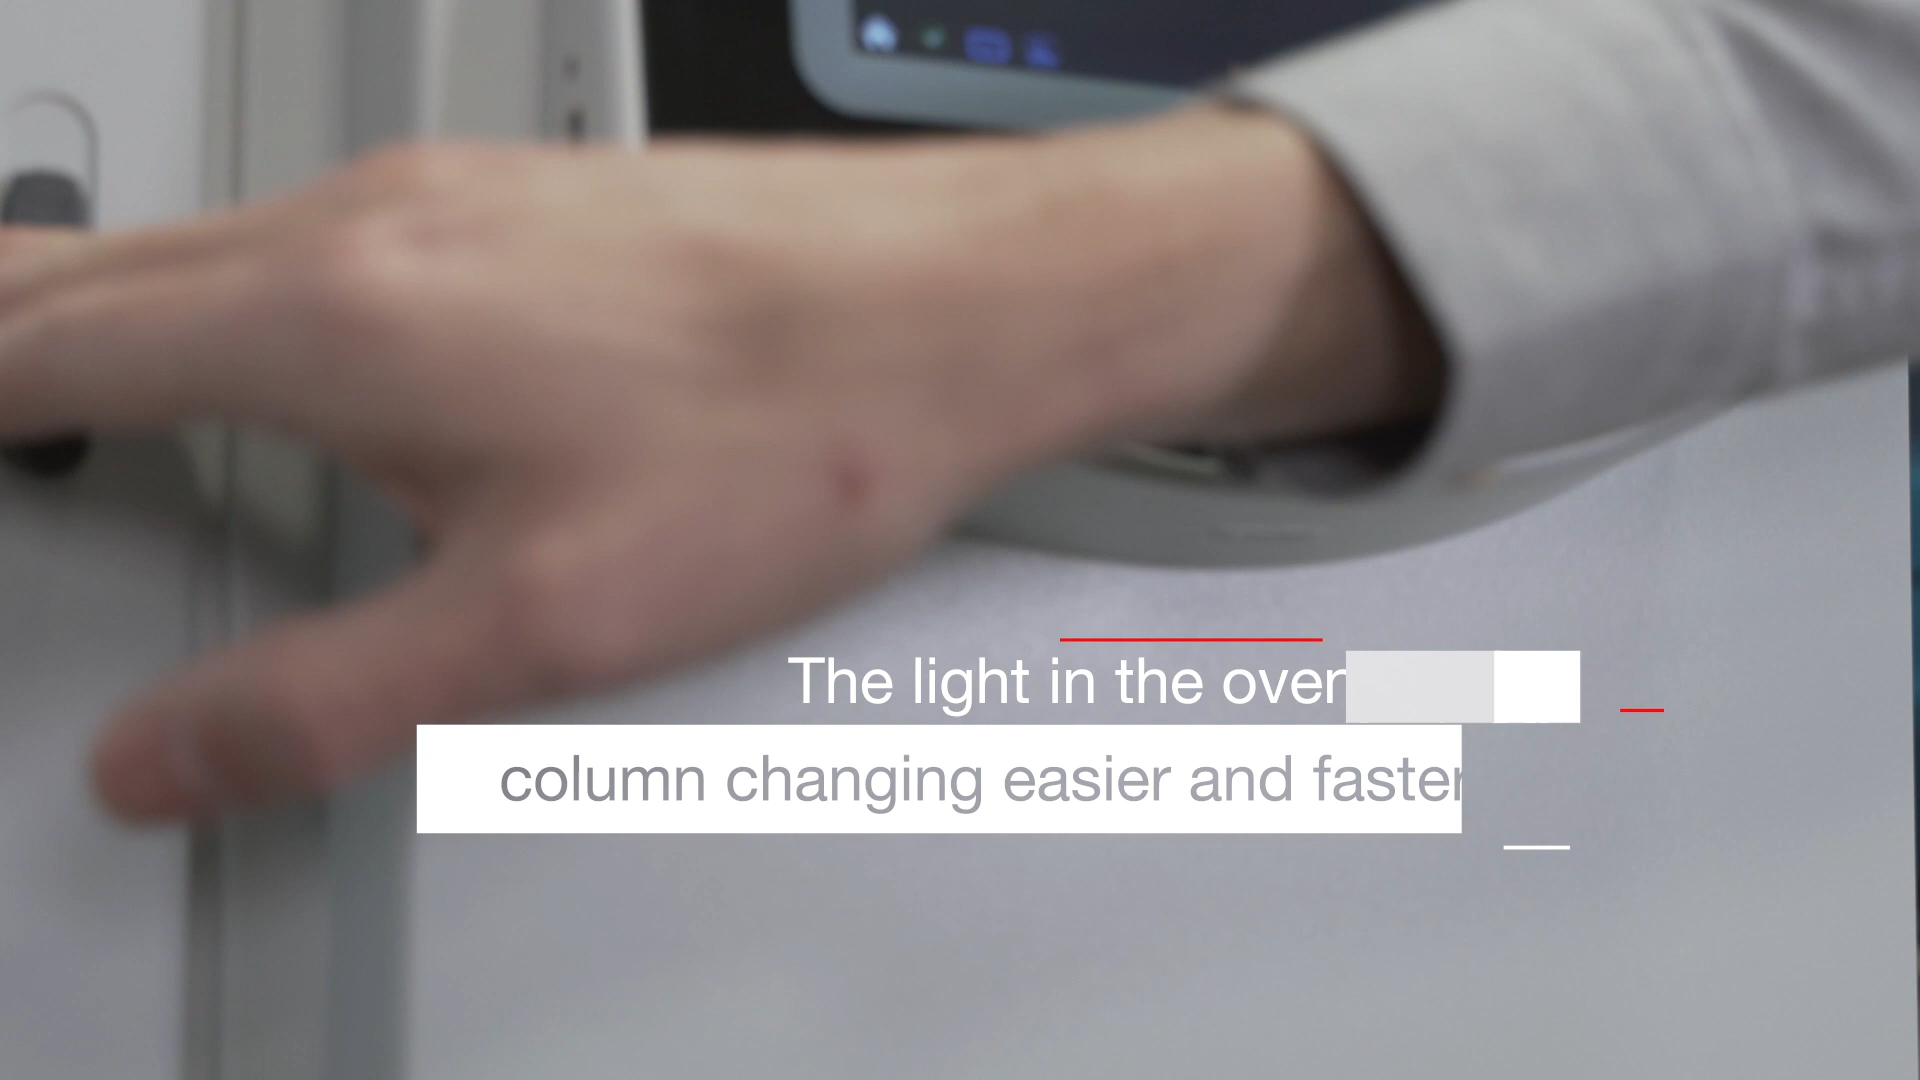 The light in the over
column changing easier and faster